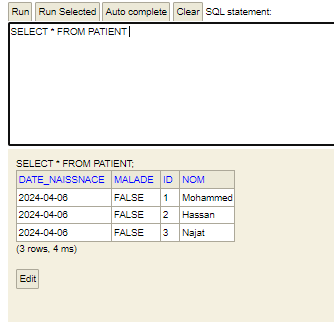 Run Run Selected Auto complete Clear SQL statement:
SELECT * FROM PATIENT
SELECT * FROM PATIENT;
DATE_NAISSNACE MALADE ID NOM
2024-04-06 FALSE 1 Mohammed
2024-04-06 FALSE 2 Hassan
2024-04-06 FALSE 3 Najat
(3 rows, 4 ms)
Edit